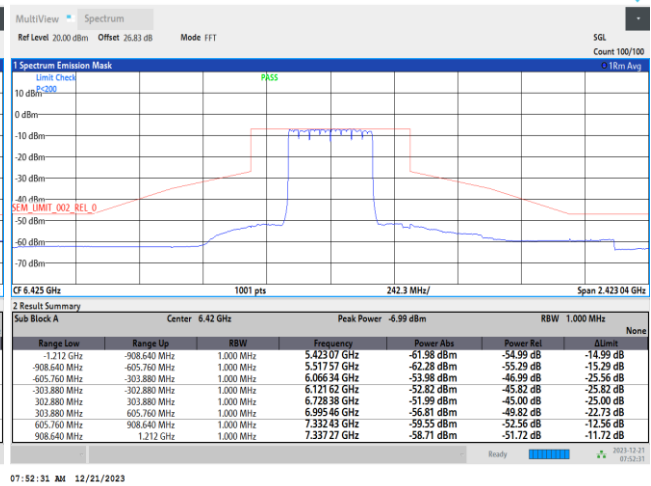 MultiView Spectrum
Ref Level 20.00 dBm Offset 26.83 dB Mode FFT SGL
Count 100/100
1 Spectrum Emission Mask 1Rm Avg
Limit Check PASS
P<200
10 dBm
0 dBm
-10 dBm
-20 dBm
-30 dBm
-40 dBm
SEM_LIMIT_002_REL_0
-50 dBm
-60 dBm
-70 dBm
CF 6.425 GHz 1001 pts 242.3 MHz/ Span 2.423 04 GHz
2 Result Summary
Sub Block A Center 6.42 GHz Peak Power -6.99 dBm RBW 1.000 MHz
None
Range Low Range Up RBW Frequency Power Abs Power Rel ΔLimit
-1.212 GHz -908.640 MHz 1.000 MHz 5.423 07 GHz -61.98 dBm -54.99 dB -14.99 dB
-908.640 MHz -605.760 MHz 1.000 MHz 5.517 57 GHz -62.28 dBm -55.29 dB -15.29 dB
-605.760 MHz -303.880 MHz 1.000 MHz 6.066 34 GHz -53.98 dBm -46.99 dB -25.56 dB
-303.880 MHz -302.880 MHz 1.000 MHz 6.121 62 GHz -52.82 dBm -45.82 dB -25.82 dB
302.880 MHz 303.880 MHz 1.000 MHz 6.728 38 GHz -51.99 dBm -45.00 dB -25.00 dB
303.880 MHz 605.760 MHz 1.000 MHz 6.995 46 GHz -56.81 dBm -49.82 dB -22.73 dB
605.760 MHz 908.640 MHz 1.000 MHz 7.332 43 GHz -59.55 dBm -52.56 dB -12.56 dB
908.640 MHz 1.212 GHz 1.000 MHz 7.337 27 GHz -58.71 dBm -51.72 dB -11.72 dB
Ready 2023-12-21
07:52:31
07:52:31 AM 12/21/2023